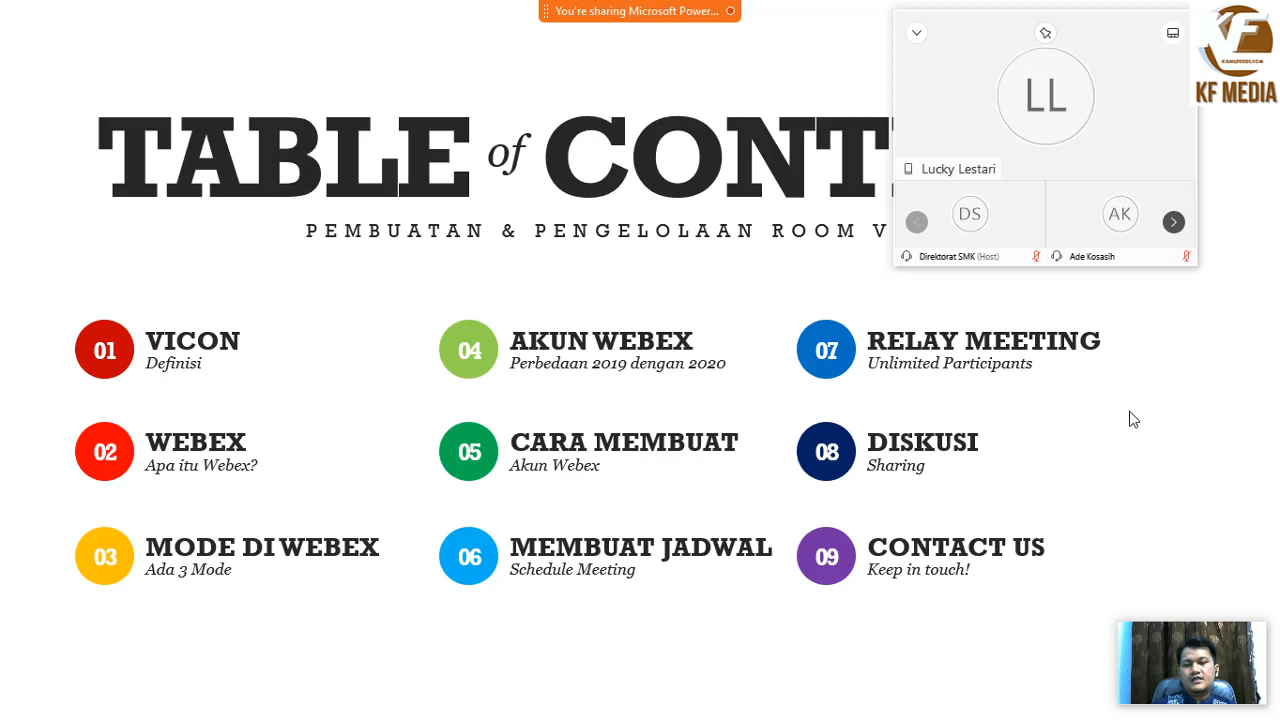 You're sharing Microsoft Power...
KF
KANGFERDI.COM
KF MEDIA
LL
Lucky Lestari
DS
AK
Direktorat SMK (Host)
Ade Kosasih
TABLE of CONT
PEMBUATAN & PENGELOLAAN ROOM V
01
VICON
Definisi
02
WEBEX
Apa itu Webex?
03
MODE DI WEBEX
Ada 3 Mode
04
AKUN WEBEX
Perbedaan 2019 dengan 2020
05
CARA MEMBUAT
Akun Webex
06
MEMBUAT JADWAL
Schedule Meeting
07
RELAY MEETING
Unlimited Participants
08
DISKUSI
Sharing
09
CONTACT US
Keep in touch!